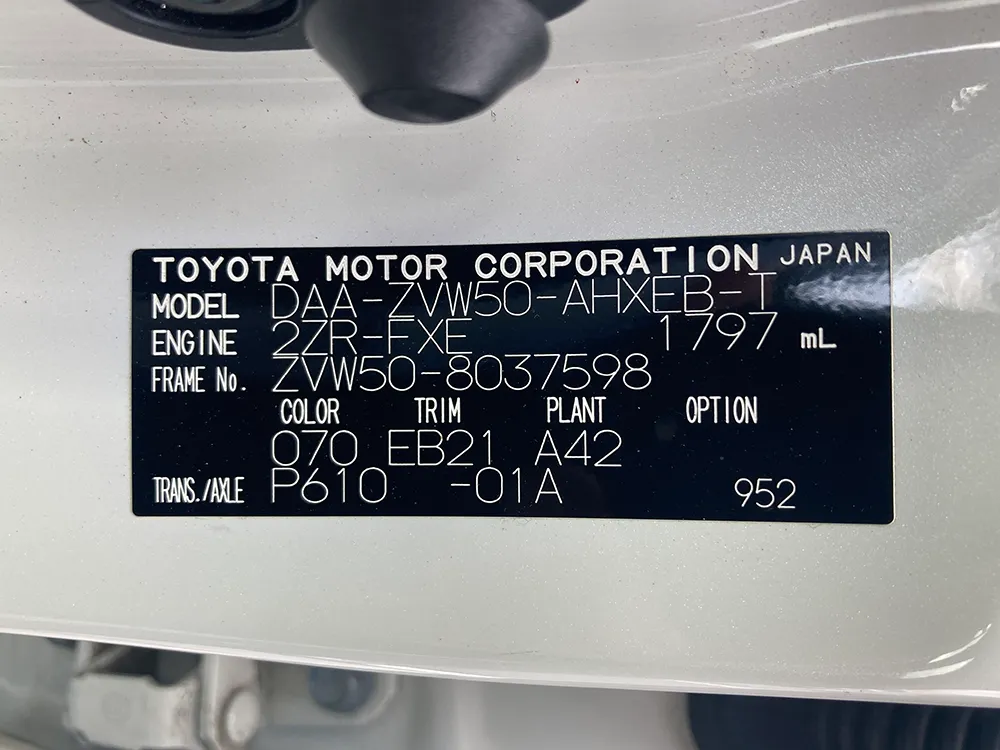 TOYOTA MOTOR CORPORATION JAPAN
MODEL DAA-ZVW50-AHXEB-T
ENGINE 2ZR-FXE 1797 mL
FRAME No. ZVW50-8037598
COLOR TRIM PLANT OPTION
070 EB21 A42
TRANS./AXLE P610 -01A 952